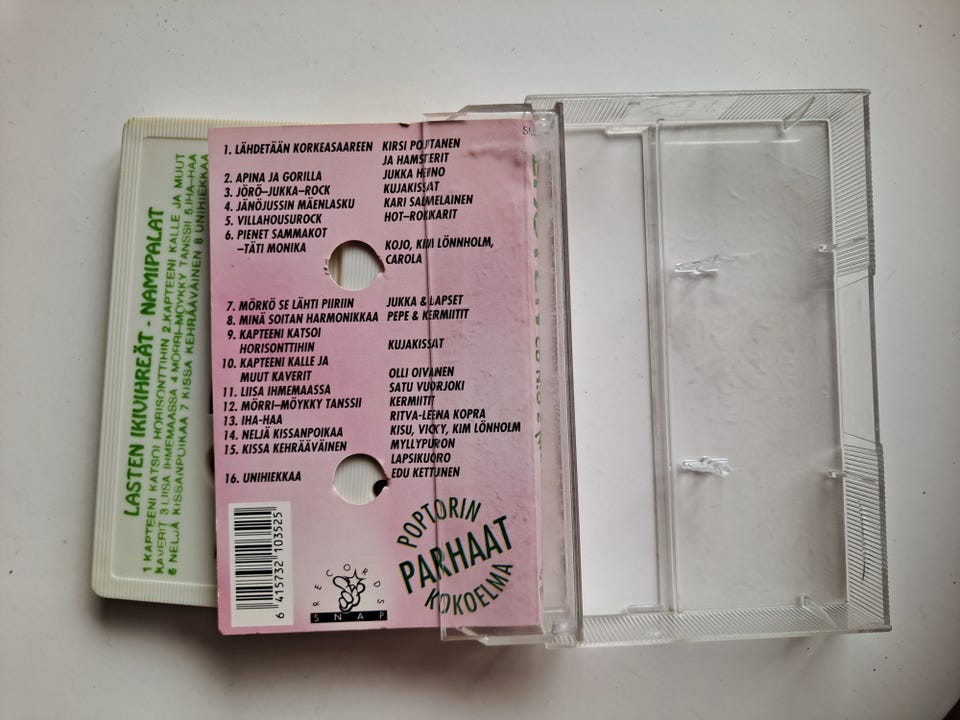 LASTEN IKIVIHREÄT - NAMIPALAT
1 KAPTEENI KATSOI HORISONTTIHIN 2.KAPTEENI KALLE JA MUUT
KAVERIT 3 LIISA IHMEMAASSA 4 MÖRRI-MÖYKKY TANSSII 5.IHA-HAA
6 NELJÄ KISSANPOIKAA 7 KISSA KEHRÄÄVÄINEN 8 UNIHIEKKAA
1. LÄHDETÄÄN KORKEASAAREEN KIRSI POUTANEN
JA HAMSTERIT
2. APINA JA GORILLA JUKKA HEINO
3. JÖRÖ–JUKKA–ROCK KUJAKISSAT
4. JÄNÖJUSSIN MÄENLASKU KARI SALMELAINEN
5. VILLAHOUSUROCK HOT–ROKKARIT
6. PIENET SAMMAKOT
–TÄTI MONIKA KOJO, KIM LÖNNHOLM,
CAROLA
7. MÖRKÖ SE LÄHTI PIIRIIN JUKKA & LAPSET
8. MINÄ SOITAN HARMONIKKAA PEPE & KERMIITIT
9. KAPTEENI KATSOI
HORISONTTIHIN KUJAKISSAT
10. KAPTEENI KALLE JA
MUUT KAVERIT OLLI OIVANEN
11. LIISA IHMEMAASSA SATU VUORJOKI
12. MÖRRI–MÖYKKY TANSSII KERMIITIT
13. IHA-HAA RITVA-LEENA KOPRA
14. NELJÄ KISSANPOIKAA KISU, VICKY, KIM LÖNHOLM
15. KISSA KEHRÄÄVÄINEN MYLLYPURON
LAPSIKUORO
16. UNIHIEKKAA EDU KETTUNEN
POPTORIN
PARHAAT
KOKOELMA
RECORDS
SNAP
6 415732 103525